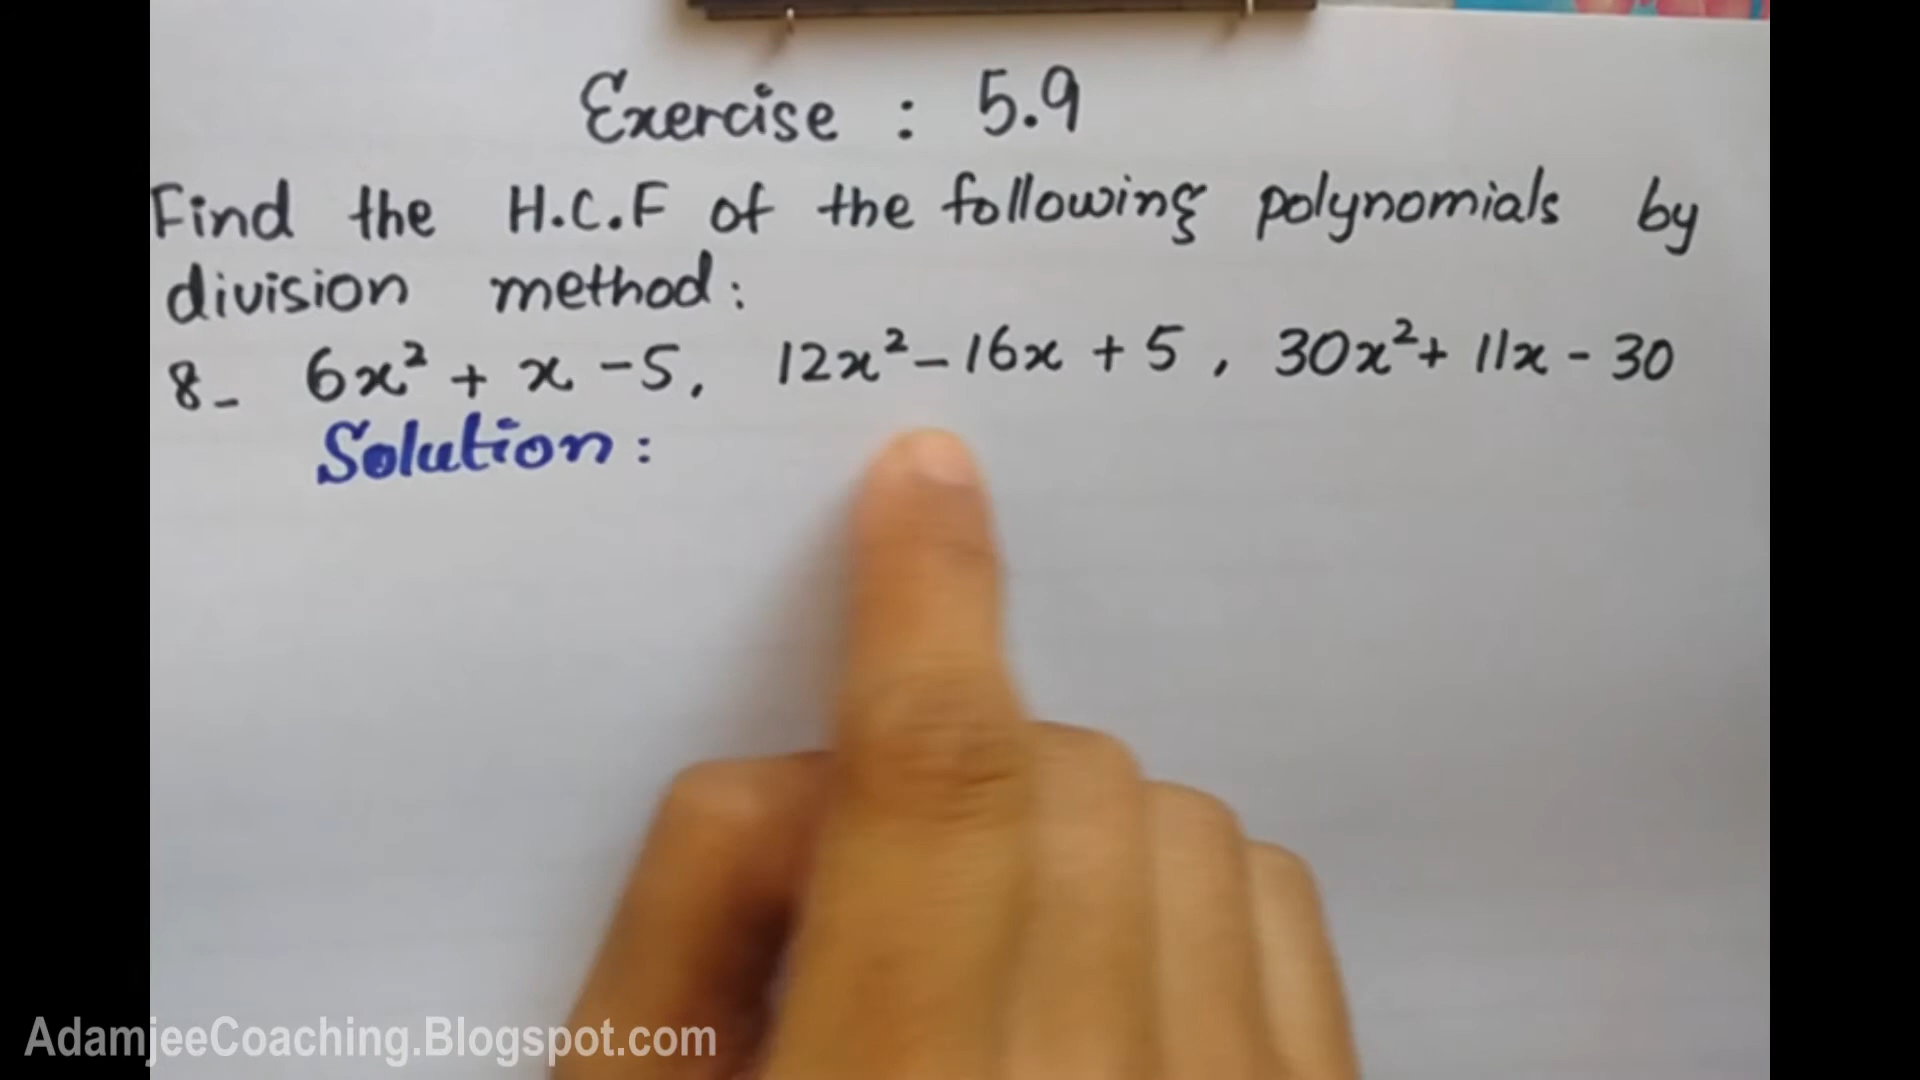 Exercise : 5.9
Find the H.C.F of the following polynomials by
division method:
8- 6x² + x - 5, 12x² - 16x + 5, 30x² + 11x - 30
Solution:
AdamjeeCoaching.Blogspot.com